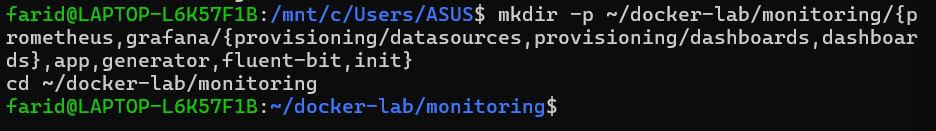 farid@LAPTOP-L6K57F1B:/mnt/c/Users/ASUS$ mkdir -p ~/docker-lab/monitoring/{p
rometheus,grafana/{provisioning/datasources,provisioning/dashboards,dashboar
ds},app,generator,fluent-bit,init}
cd ~/docker-lab/monitoring
farid@LAPTOP-L6K57F1B:~/docker-lab/monitoring$